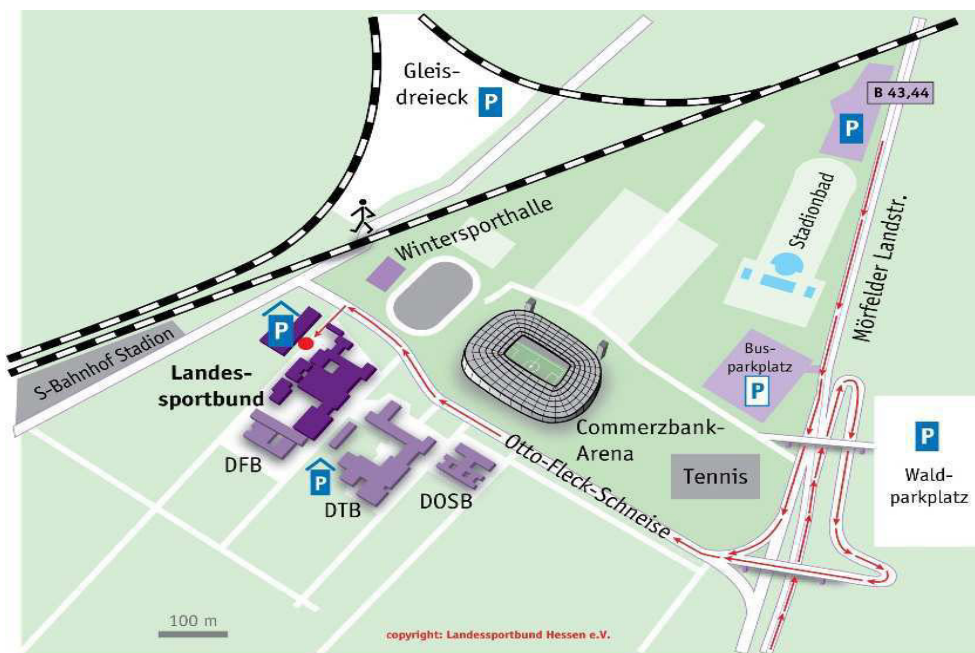 Gleis-
dreieck
P
B 43,44
P
Stadionbad
Mörfelder Landstr.
Wintersporthalle
P
S-Bahnhof Stadion
Landes-
sportbund
Bus-
parkplatz
P
Commerzbank-
Arena
Otto-Fleck-Schneise
Tennis
P
Wald-
parkplatz
DFB
P
DTB
DOSB
100 m
copyright: Landessportbund Hessen e.V.